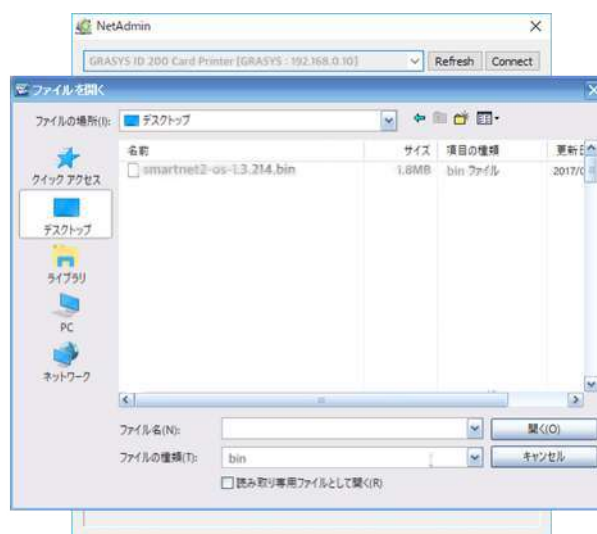 NetAdmin
GRASYS ID 200 Card Printer [GRASYS : 192.168.0.10]
Refresh
Connect
ファイルを開く
ファイルの場所(I):
デスクトップ
名前
サイズ
項目の種類
更新
smartnet2-os-1.3.214.bin
1.8MB
bin ファイル
2017/
クイック アクセス
デスクトップ
ライブラリ
PC
ネットワーク
ファイル名(N):
開く(O)
ファイルの種類(T):
bin
キャンセル
読み取り専用ファイルとして開く(R)